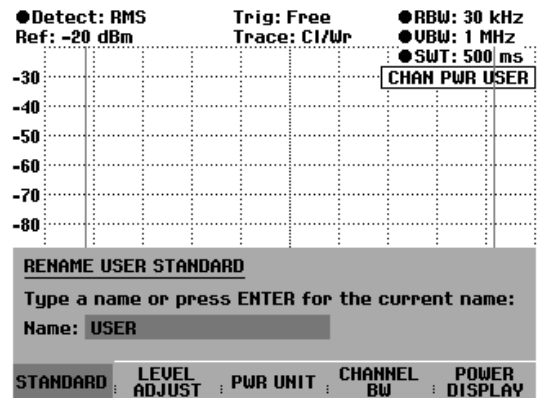 ●Detect: RMS Trig: Free ●RBW: 30 kHz
Ref: -20 dBm Trace: Cl/Wr ●VBW: 1 MHz
●SWT: 500 ms
CHAN PWR USER
-30
-40
-50
-60
-70
-80
RENAME USER STANDARD
Type a name or press ENTER for the current name:
Name: USER
STANDARD LEVEL ADJUST PWR UNIT CHANNEL BW POWER DISPLAY